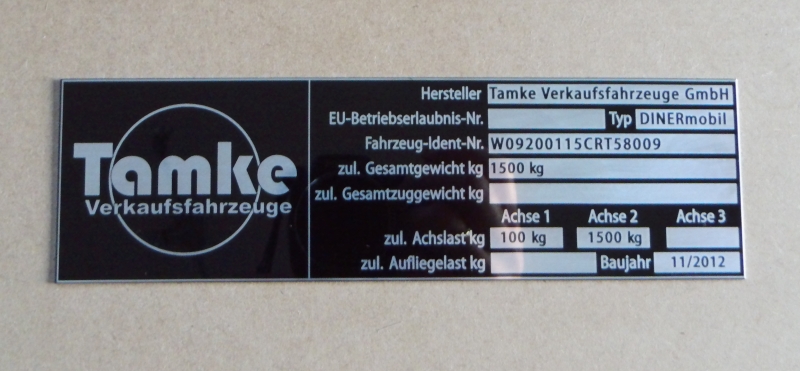 Tamke
Verkaufsfahrzeuge
Hersteller Tamke Verkaufsfahrzeuge GmbH
EU-Betriebserlaubnis-Nr. Typ DINERmobil
Fahrzeug-Ident-Nr. W09200115CRT58009
zul. Gesamtgewicht kg 1500 kg
zul. Gesamtzuggewicht kg
Achse 1 Achse 2 Achse 3
zul. Achslast kg 100 kg 1500 kg
zul. Aufliegelast kg Baujahr 11/2012